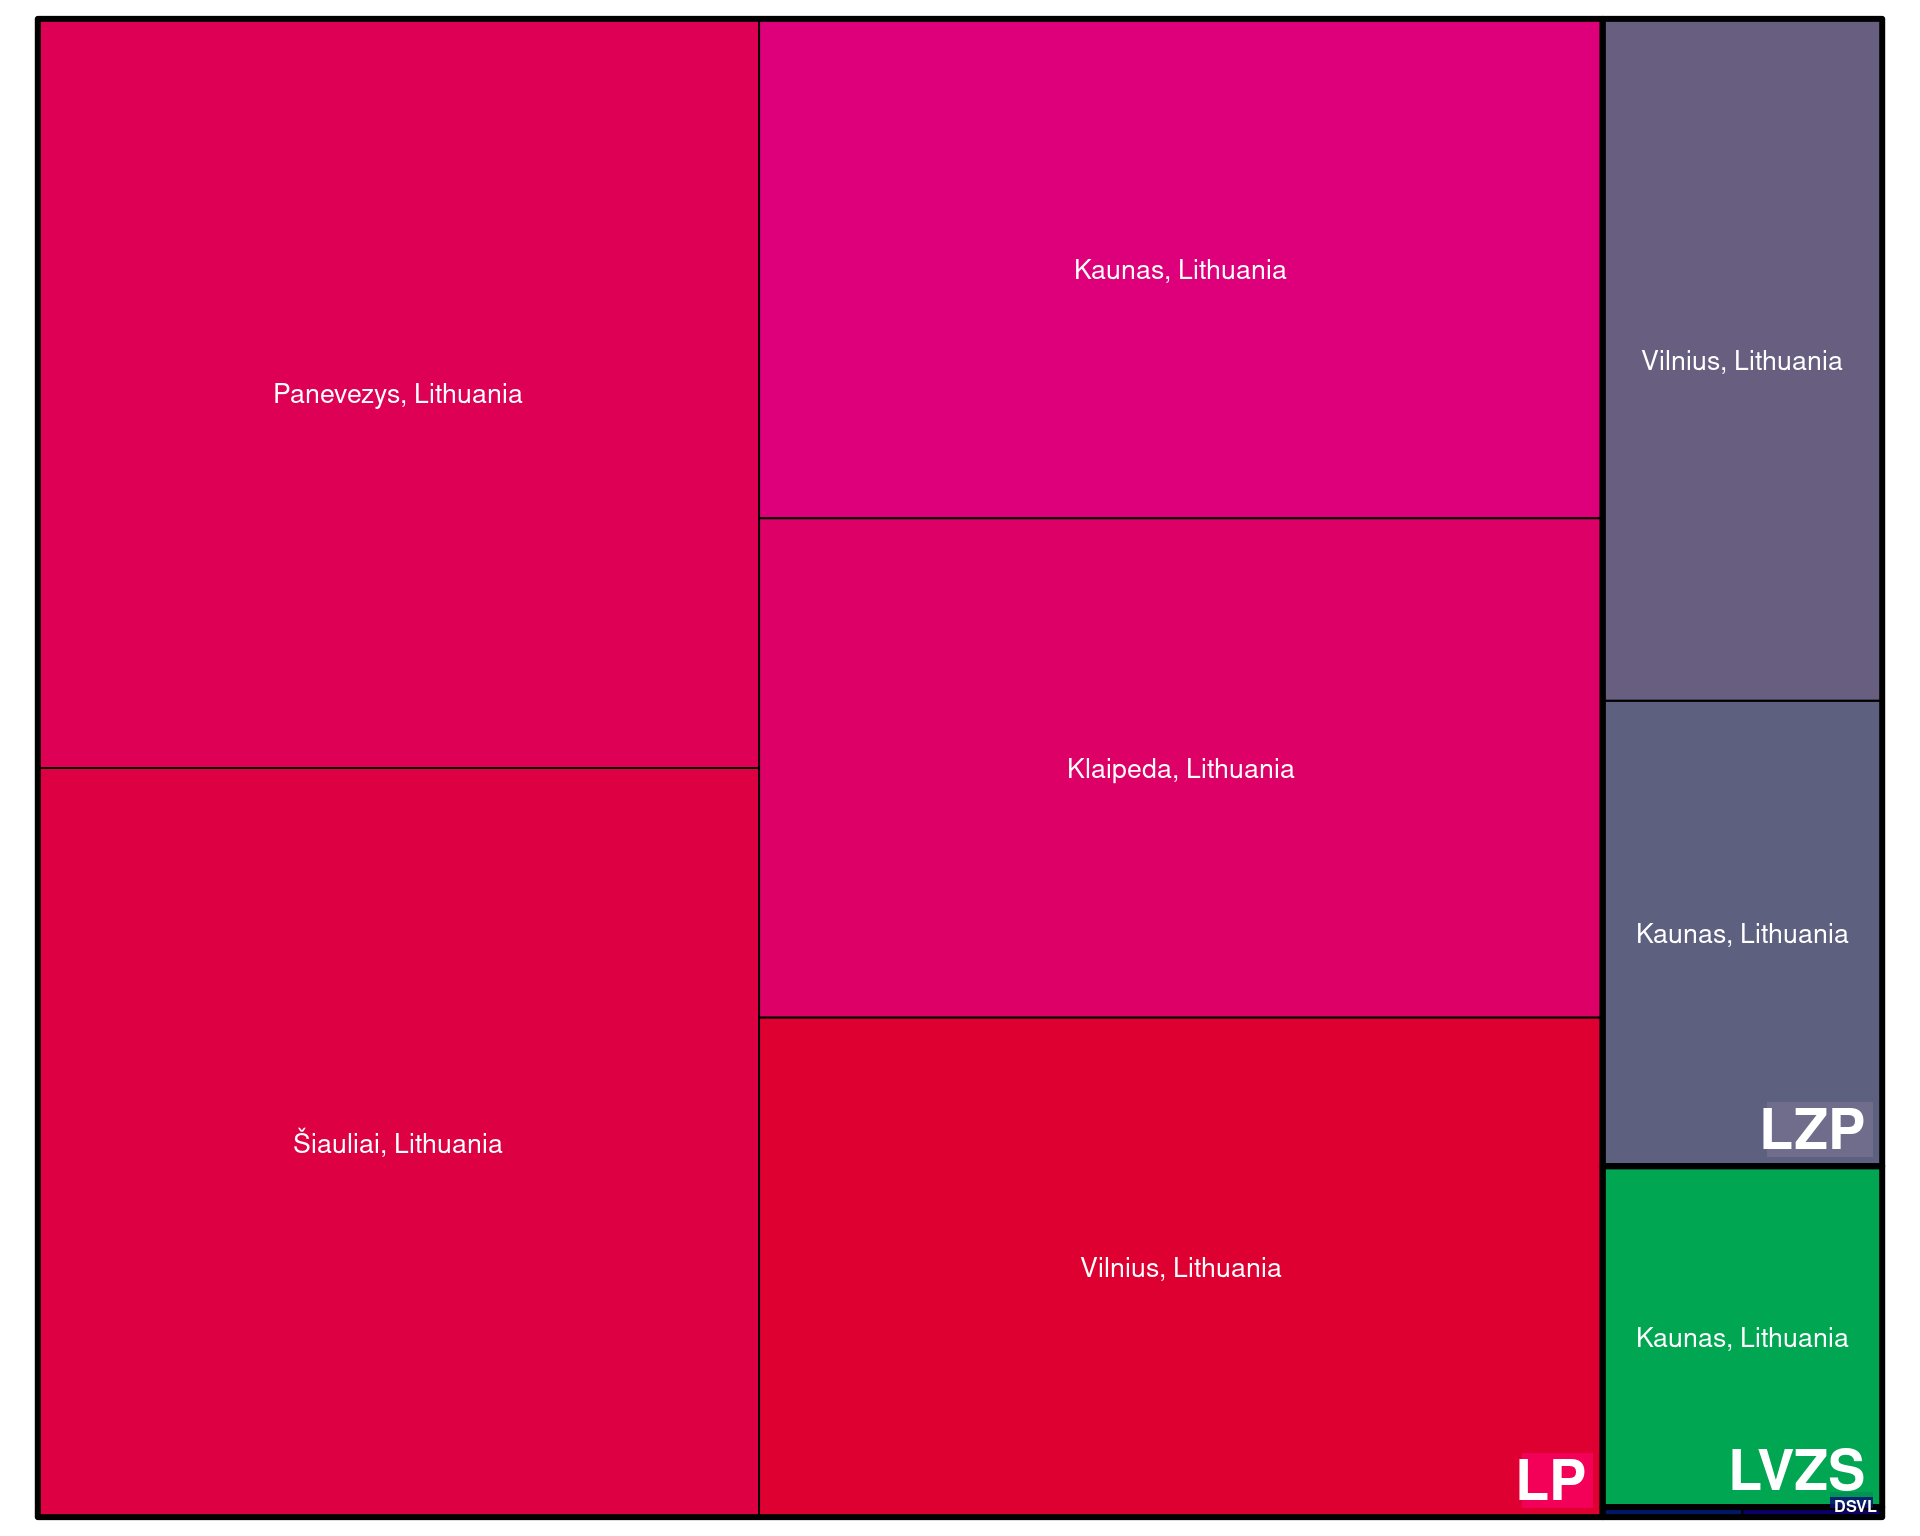 Panevezys, Lithuania
Šiauliai, Lithuania
Kaunas, Lithuania
Klaipeda, Lithuania
Vilnius, Lithuania
LP
Vilnius, Lithuania
Kaunas, Lithuania
LZP
Kaunas, Lithuania
LVZS
DSVL